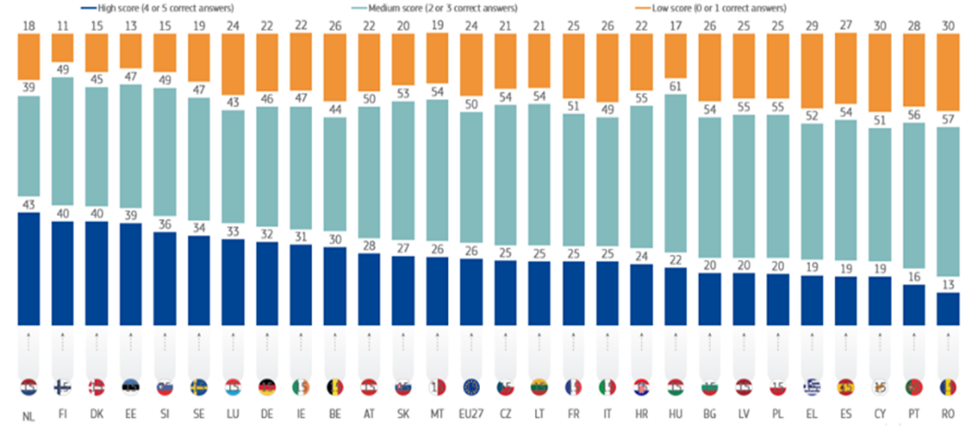 High score (4 or 5 correct answers) Medium score (2 or 3 correct answers) Low score (0 or 1 correct answers)
18 11 15 13 15 19 24 22 22 26 22 20 19 24 21 21 25 26 22 17 26 25 25 29 27 30 28 30
39 49 45 47 49 47 43 46 47 44 50 53 54 50 54 54 51 49 55 61 54 55 55 52 54 51 56 57
43 40 40 39 36 34 33 32 31 30 28 27 26 26 25 25 25 25 24 22 20 20 20 19 19 19 16 13
NL FI DK EE SI SE LU DE IE BE AT SK MT EU27 CZ LT FR IT HR HU BG LV PL EL ES CY PT RO